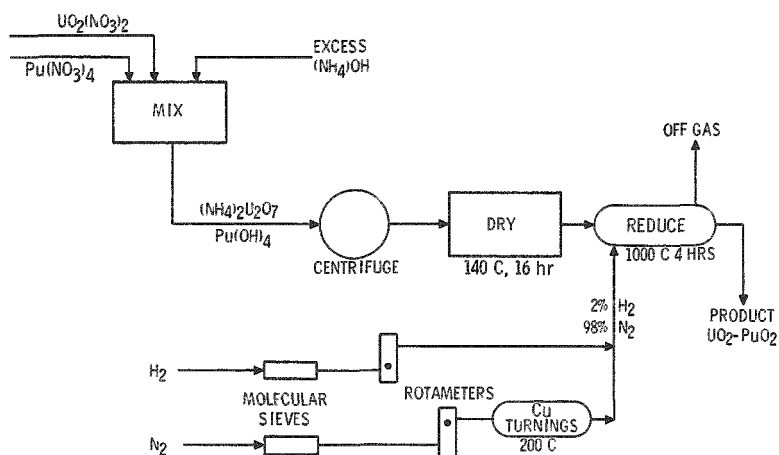 UO2(NO3)2
Pu(NO3)4
EXCESS
(NH4)OH
MIX
OFF GAS
(NH4)2U2O7
Pu(OH)4
CENTRIFUGE
DRY
140 C, 16 hr
REDUCE
1000 C 4 HRS
2% H2
98% N2
PRODUCT
UO2-PuO2
H2
MOLECULAR
SIEVES
ROTAMETERS
Cu
TURNINGS
200 C
N2